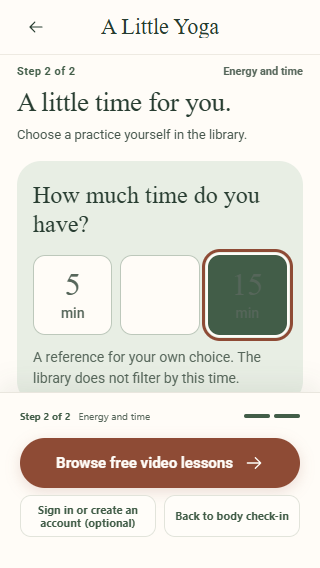 A Little Yoga
Step 2 of 2 Energy and time
A little time for you.
Choose a practice yourself in the library.
How much time do you
have?
5 15
min min
A reference for your own choice. The
library does not filter by this time.
Step 2 of 2 Energy and time
Browse free video lessons
Sign in or create an
account (optional)
Back to body check-in